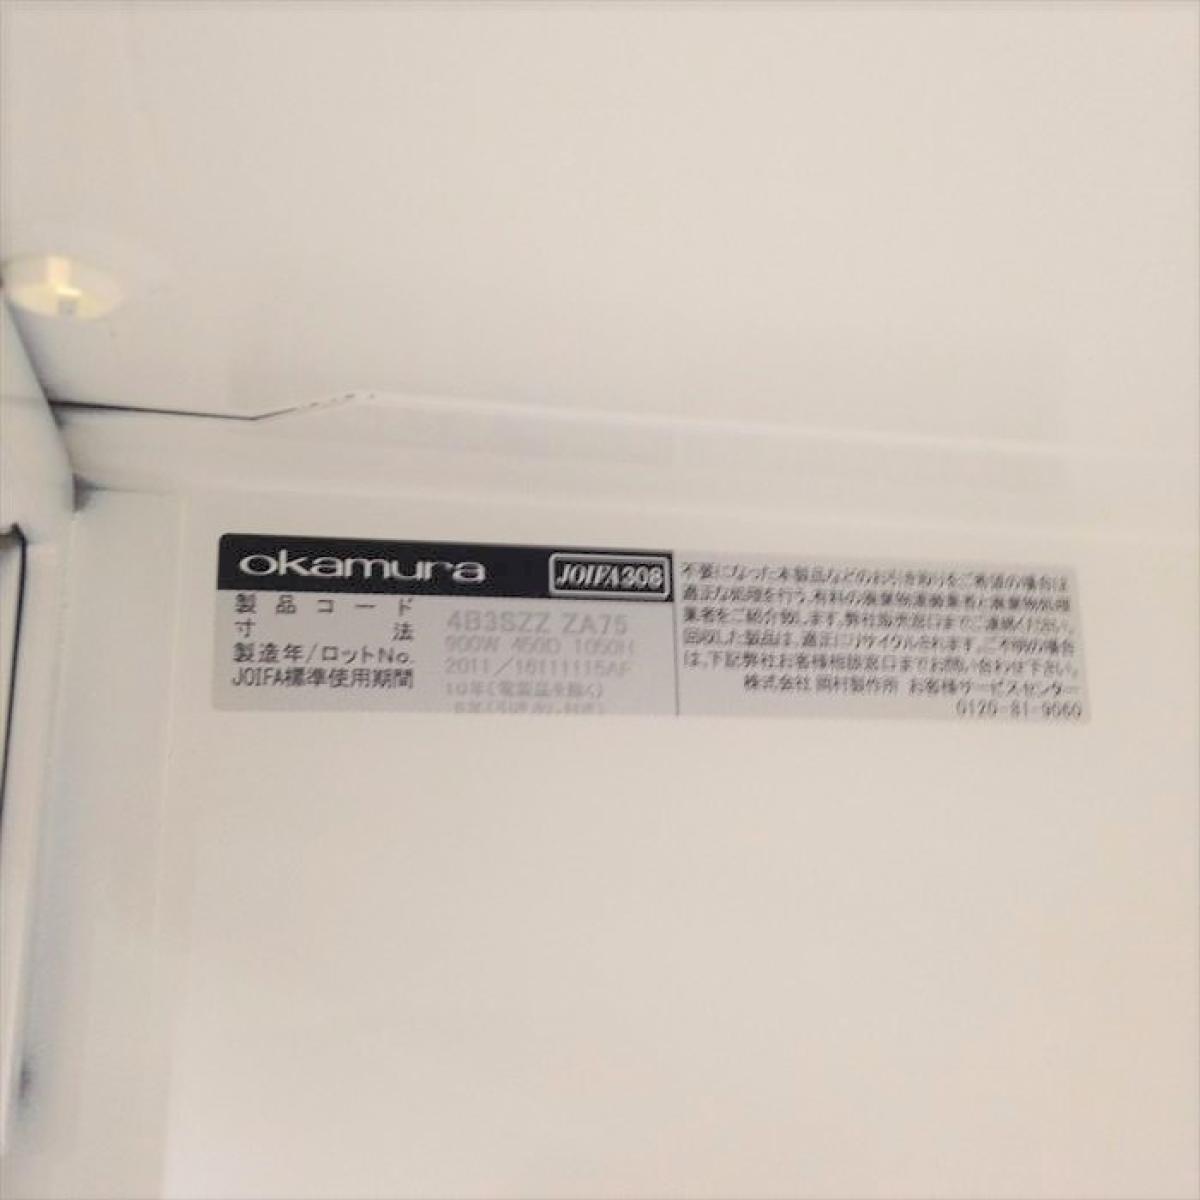 okamura JOIFA308
製品コード 4B3SZZ ZA75
寸法 900W 450D 1050H
製造年/ロットNo. 2011/16111115AF
JOIFA標準使用期間 10年(電装品を除く)
不要になった本製品などのお引き取りをご希望の場合は
適正な処理を行う、有料の廃棄物運搬業者と廃棄物処理
業者をご紹介致します。弊社販売窓口までご連絡ください。
回収した製品は、適正にリサイクルされます。ご不明の場合
は、下記弊社お客様相談窓口までお問い合わせ下さい。
株式会社 岡村製作所 お客様サービスセンター
0120-81-9060